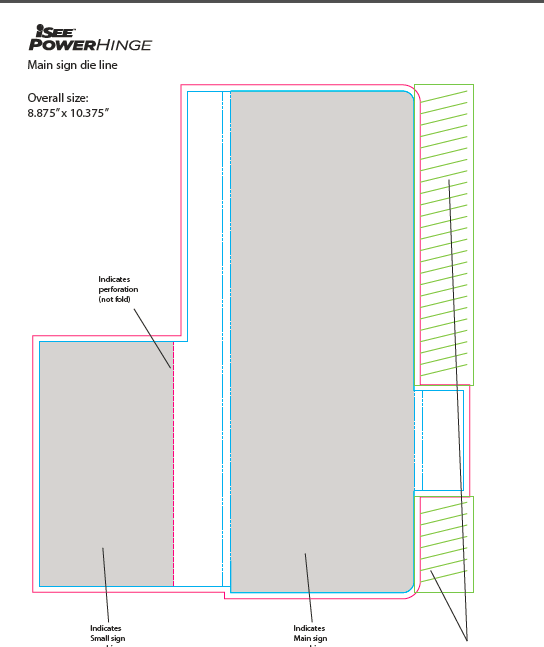 iSee
PowerHinge
Main sign die line
Overall size:
8.875” x 10.375”
Indicates
perforation
(not fold)
Indicates
Small sign
Indicates
Main sign